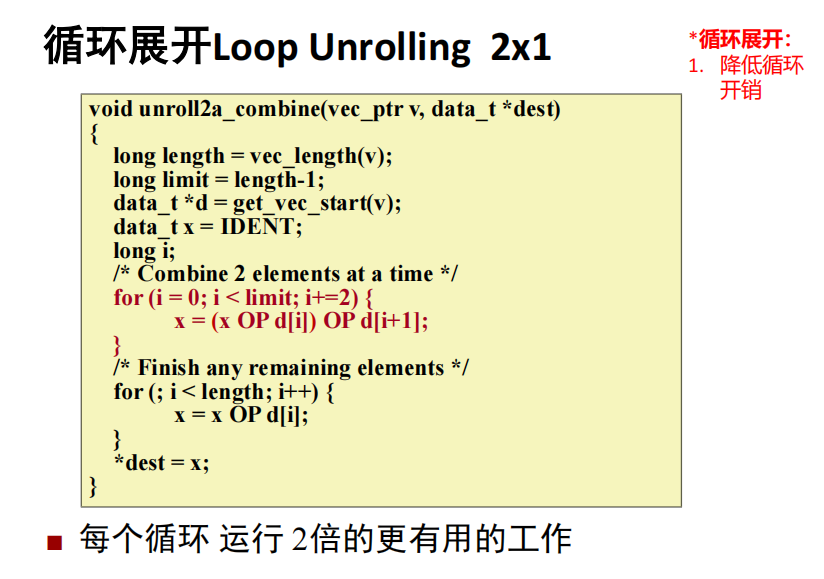 循环展开Loop Unrolling 2x1
*循环展开：
1. 降低循环
开销
void unroll2a_combine(vec_ptr v, data_t *dest)
{
long length = vec_length(v);
long limit = length-1;
data_t *d = get_vec_start(v);
data_t x = IDENT;
long i;
/* Combine 2 elements at a time */
for (i = 0; i < limit; i+=2) {
x = (x OP d[i]) OP d[i+1];
}
/* Finish any remaining elements */
for (; i < length; i++) {
x = x OP d[i];
}
*dest = x;
}
■ 每个循环 运行 2倍的更有用的工作